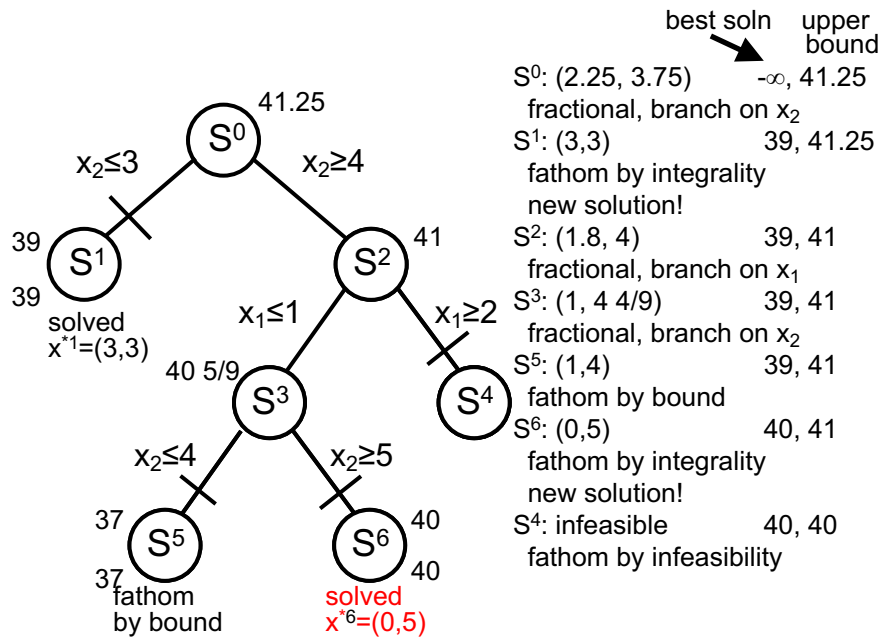 best soln upper
bound
S⁰: (2.25, 3.75) -∞, 41.25
fractional, branch on x₂
S¹: (3,3) 39, 41.25
fathom by integrality
new solution!
S²: (1.8, 4) 39, 41
fractional, branch on x₁
S³: (1, 4 4/9) 39, 41
fractional, branch on x₂
S⁵: (1,4) 39, 41
fathom by bound
S⁶: (0,5) 40, 41
fathom by integrality
new solution!
S⁴: infeasible 40, 40
fathom by infeasibility
41.25
S⁰
x₂≤3 x₂≥4
39 S¹ 39
solved
x*¹=(3,3)
S² 41
x₁≤1 x₁≥2
40 5/9
S³ S⁴
x₂≤4 x₂≥5
37 S⁵ 37
fathom
by bound
S⁶ 40
40
solved
x*⁶=(0,5)